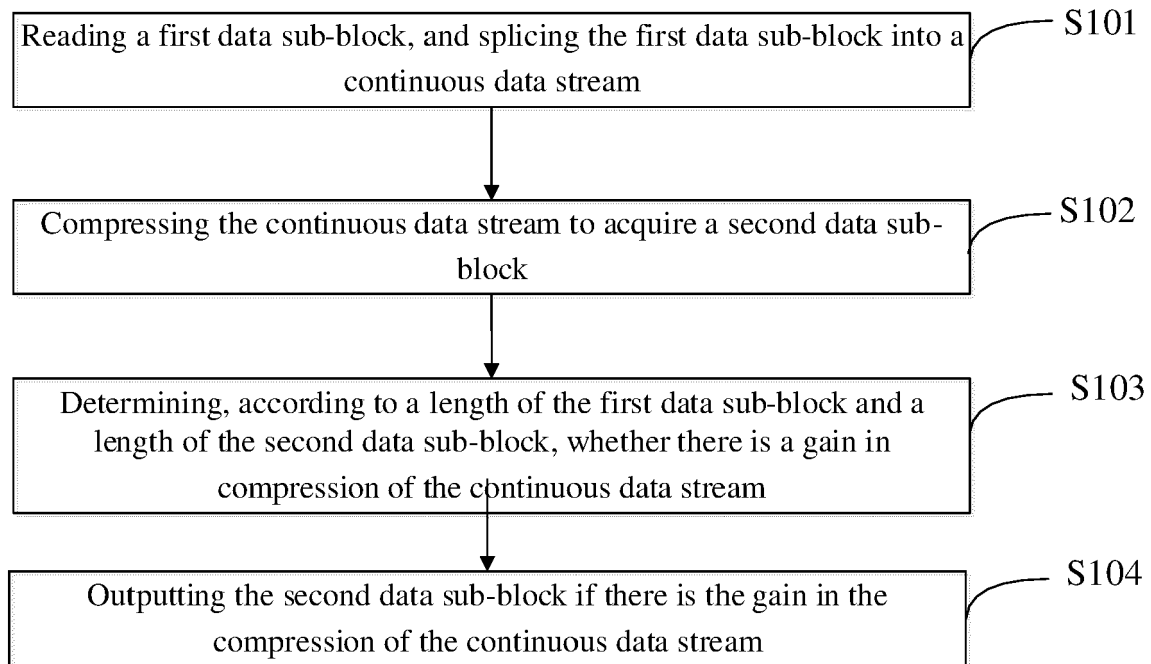 Reading a first data sub-block, and splicing the first data sub-block into a
continuous data stream
S101
Compressing the continuous data stream to acquire a second data sub-
block
S102
Determining, according to a length of the first data sub-block and a
length of the second data sub-block, whether there is a gain in
compression of the continuous data stream
S103
Outputting the second data sub-block if there is the gain in the
compression of the continuous data stream
S104